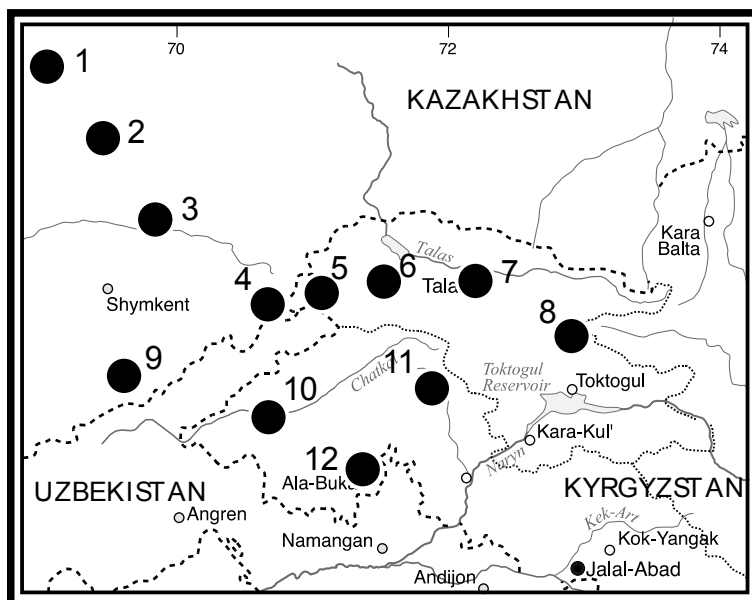 70
72
74
1
KAZAKHSTAN
2
3
Kara
Balta
Talas
4
5
6
Tala
7
Shymkent
8
9
Toktogul
Reservoir
11
Chatkal
Toktogul
10
Kara-Kul'
Naryn
12
Ala-Buka
UZBEKISTAN
KYRGYZSTAN
Angren
Kek-Art
Namangan
Kok-Yangak
Jalal-Abad
Andijon